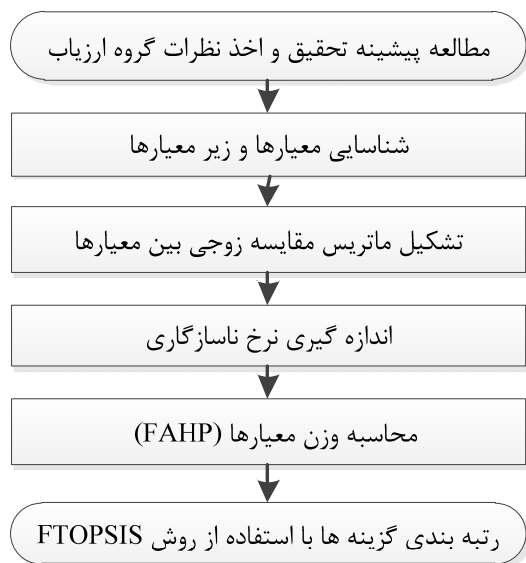 مطالعه پیشینه تحقیق و اخذ نظرات گروه ارزیاب
شناسایی معیارها و زیر معیارها
تشکیل ماتریس مقایسه زوجی بین معیارها
اندازه گیری نرخ ناسازگاری
محاسبه وزن معیارها (FAHP)
رتبه بندی گزینه ها با استفاده از روش FTOPSIS